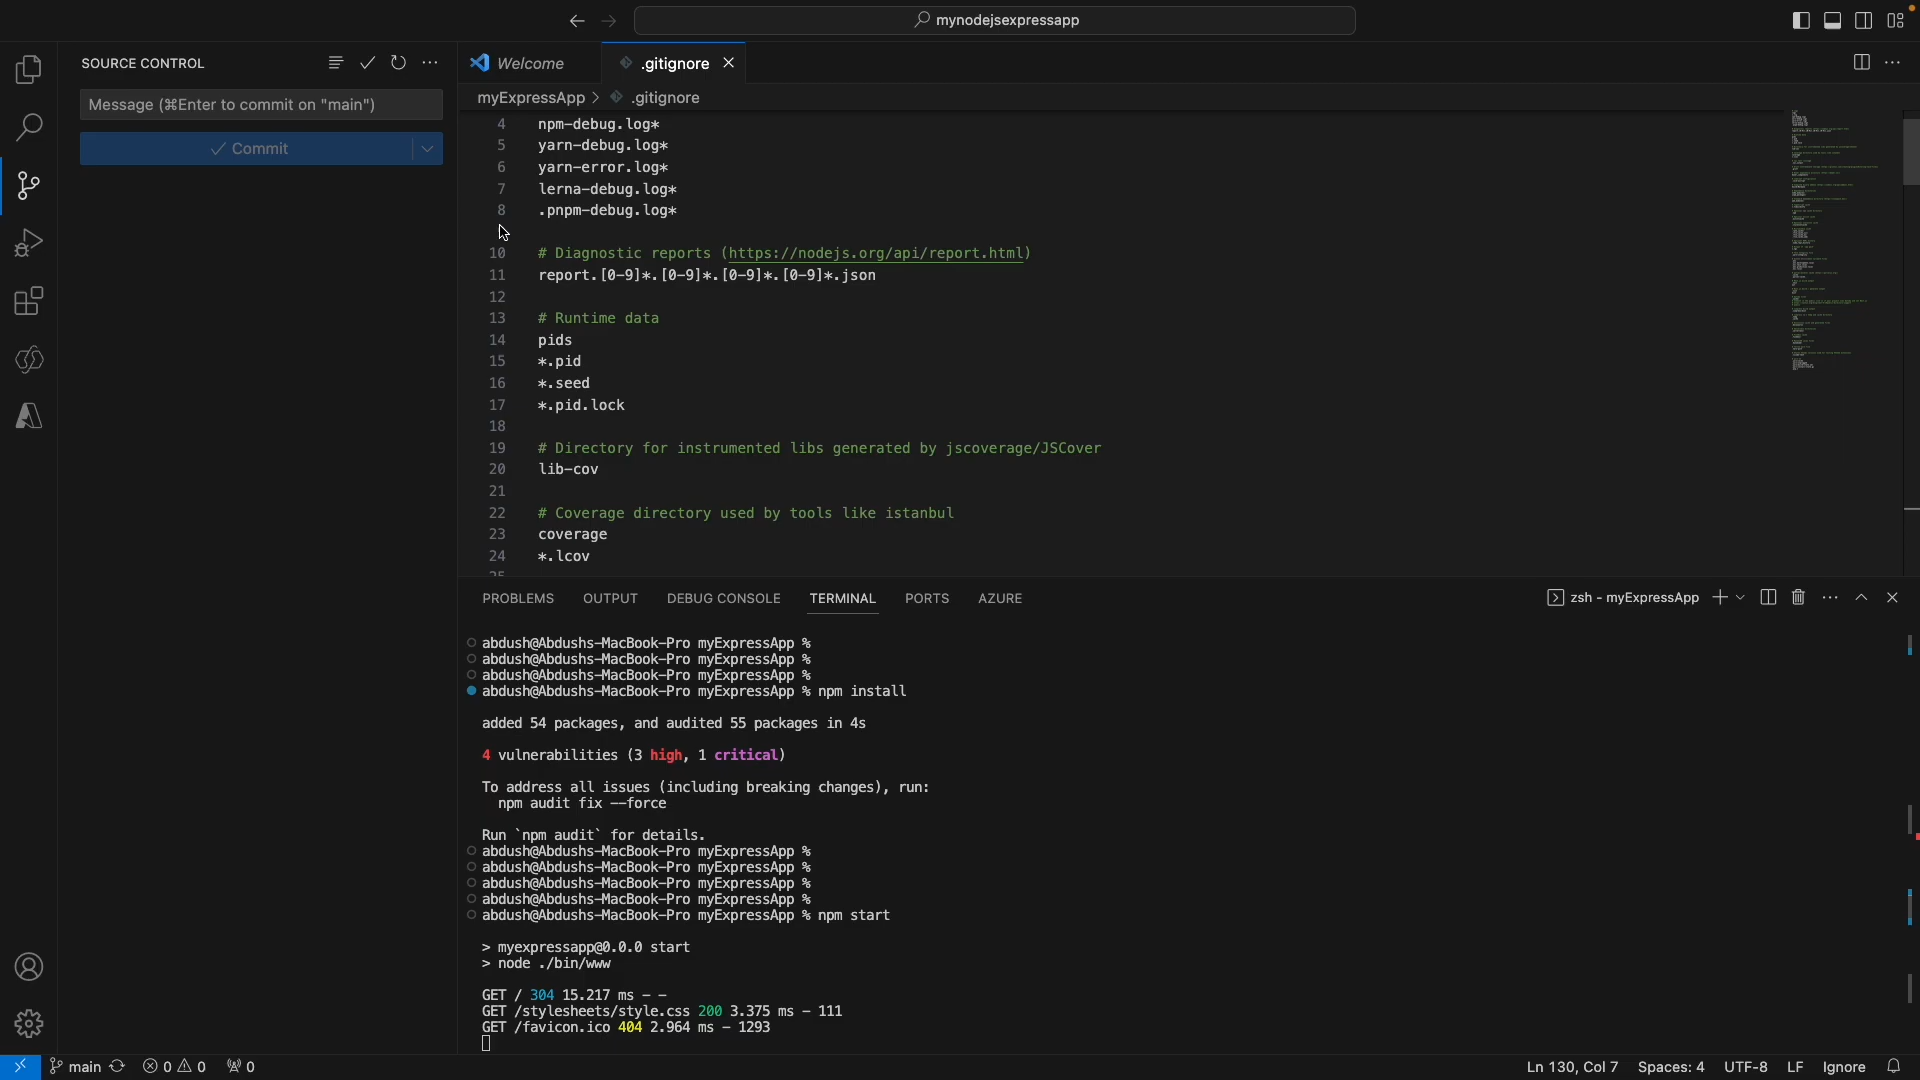 mynodejsexpressapp
SOURCE CONTROL
Message (⌘Enter to commit on "main")
Commit
Welcome
.gitignore
myExpressApp > .gitignore
4 npm-debug.log*
5 yarn-debug.log*
6 yarn-error.log*
7 lerna-debug.log*
8 .pnpm-debug.log*
10 # Diagnostic reports (https://nodejs.org/api/report.html)
11 report.[0-9]*.[0-9]*.[0-9]*.[0-9]*.json
12
13 # Runtime data
14 pids
15 *.pid
16 *.seed
17 *.pid.lock
18
19 # Directory for instrumented libs generated by jscoverage/JSCover
20 lib-cov
21
22 # Coverage directory used by tools like istanbul
23 coverage
24 *.lcov
25
PROBLEMS OUTPUT DEBUG CONSOLE TERMINAL PORTS AZURE
zsh - myExpressApp
abdush@Abdushs-MacBook-Pro myExpressApp %
abdush@Abdushs-MacBook-Pro myExpressApp %
abdush@Abdushs-MacBook-Pro myExpressApp %
abdush@Abdushs-MacBook-Pro myExpressApp % npm install
added 54 packages, and audited 55 packages in 4s
4 vulnerabilities (3 high, 1 critical)
To address all issues (including breaking changes), run:
npm audit fix --force
Run `npm audit` for details.
abdush@Abdushs-MacBook-Pro myExpressApp %
abdush@Abdushs-MacBook-Pro myExpressApp %
abdush@Abdushs-MacBook-Pro myExpressApp %
abdush@Abdushs-MacBook-Pro myExpressApp %
abdush@Abdushs-MacBook-Pro myExpressApp % npm start
> myexpressapp@0.0.0 start
> node ./bin/www
GET / 304 15.217 ms - -
GET /stylesheets/style.css 200 3.375 ms - 111
GET /favicon.ico 404 2.964 ms - 1293
main 0 0 0 Ln 130, Col 7 Spaces: 4 UTF-8 LF Ignore